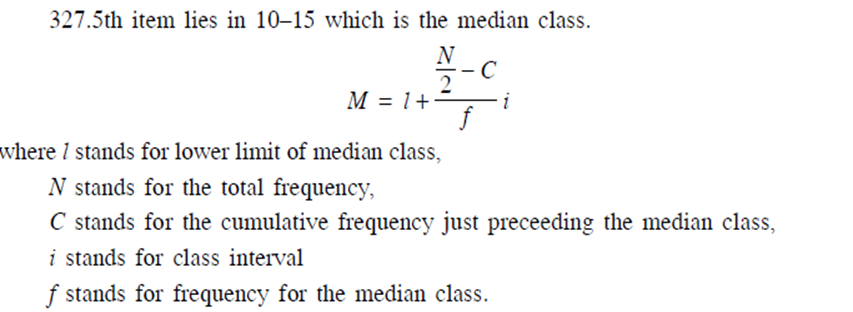 327.5th item lies in 10–15 which is the median class.
M = l + \frac{\frac{N}{2} - C}{f} i
where l stands for lower limit of median class,
N stands for the total frequency,
C stands for the cumulative frequency just preceeding the median class,
i stands for class interval
f stands for frequency for the median class.